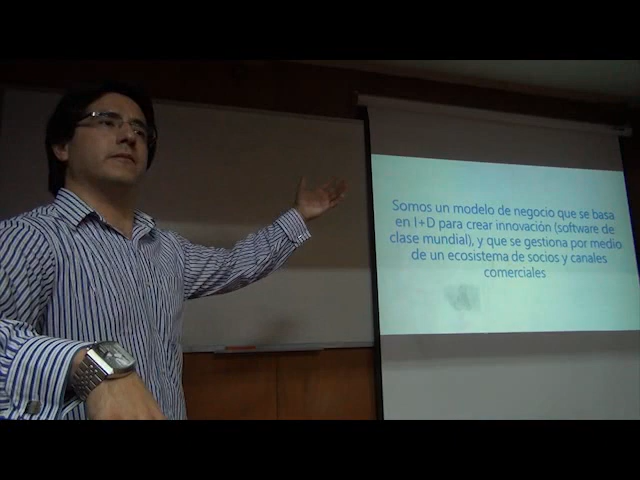 Somos un modelo de negocio que se basa
en I+D para crear innovación (software de
clase mundial), y que se gestiona por medio
de un ecosistema de socios y canales
comerciales